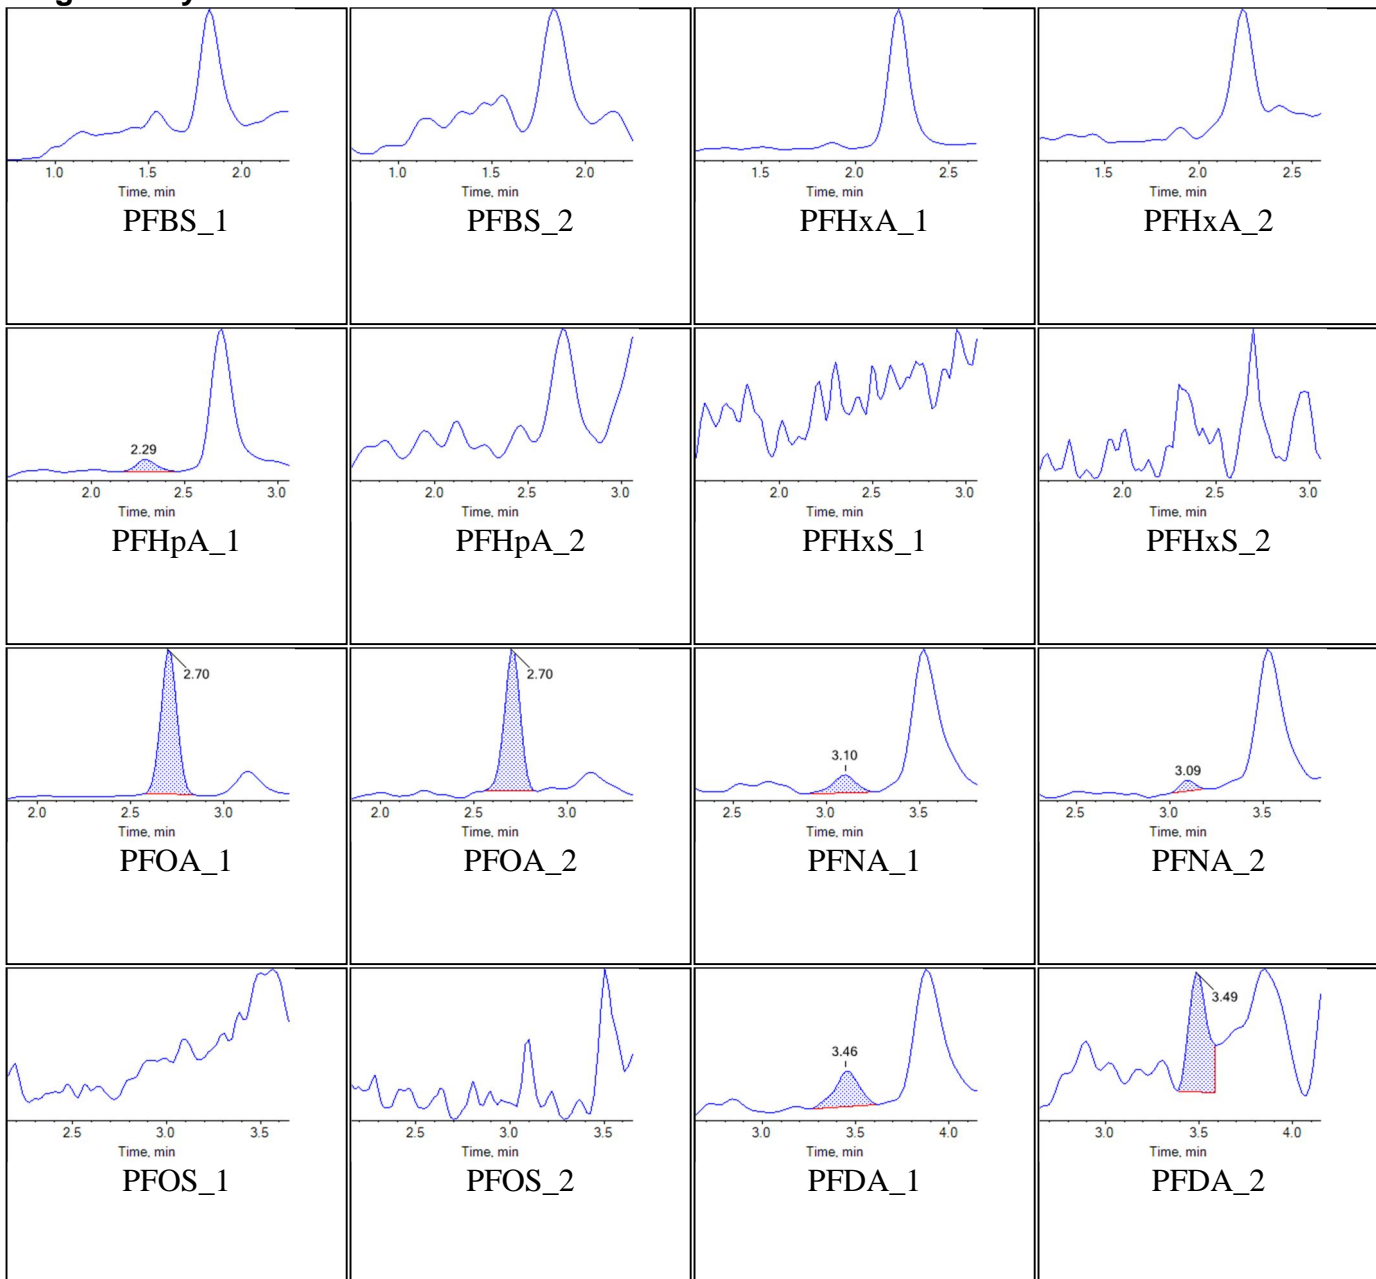 1.0 1.5 2.0 1.0 1.5 2.0 1.5 2.0 2.5 1.5 2.0 2.5
Time, min Time, min Time, min Time, min
PFBS_1 PFBS_2 PFHxA_1 PFHxA_2
2.29
2.0 2.5 3.0 2.0 2.5 3.0 2.0 2.5 3.0 2.0 2.5 3.0
Time, min Time, min Time, min Time, min
PFHpA_1 PFHpA_2 PFHxS_1 PFHxS_2
2.70 2.70 3.10 3.09
2.0 2.5 3.0 2.0 2.5 3.0 2.5 3.0 3.5 2.5 3.0 3.5
Time, min Time, min Time, min Time, min
PFOA_1 PFOA_2 PFNA_1 PFNA_2
3.46 3.49
2.5 3.0 3.5 2.5 3.0 3.5 3.0 3.5 4.0 3.0 3.5 4.0
Time, min Time, min Time, min Time, min
PFOS_1 PFOS_2 PFDA_1 PFDA_2